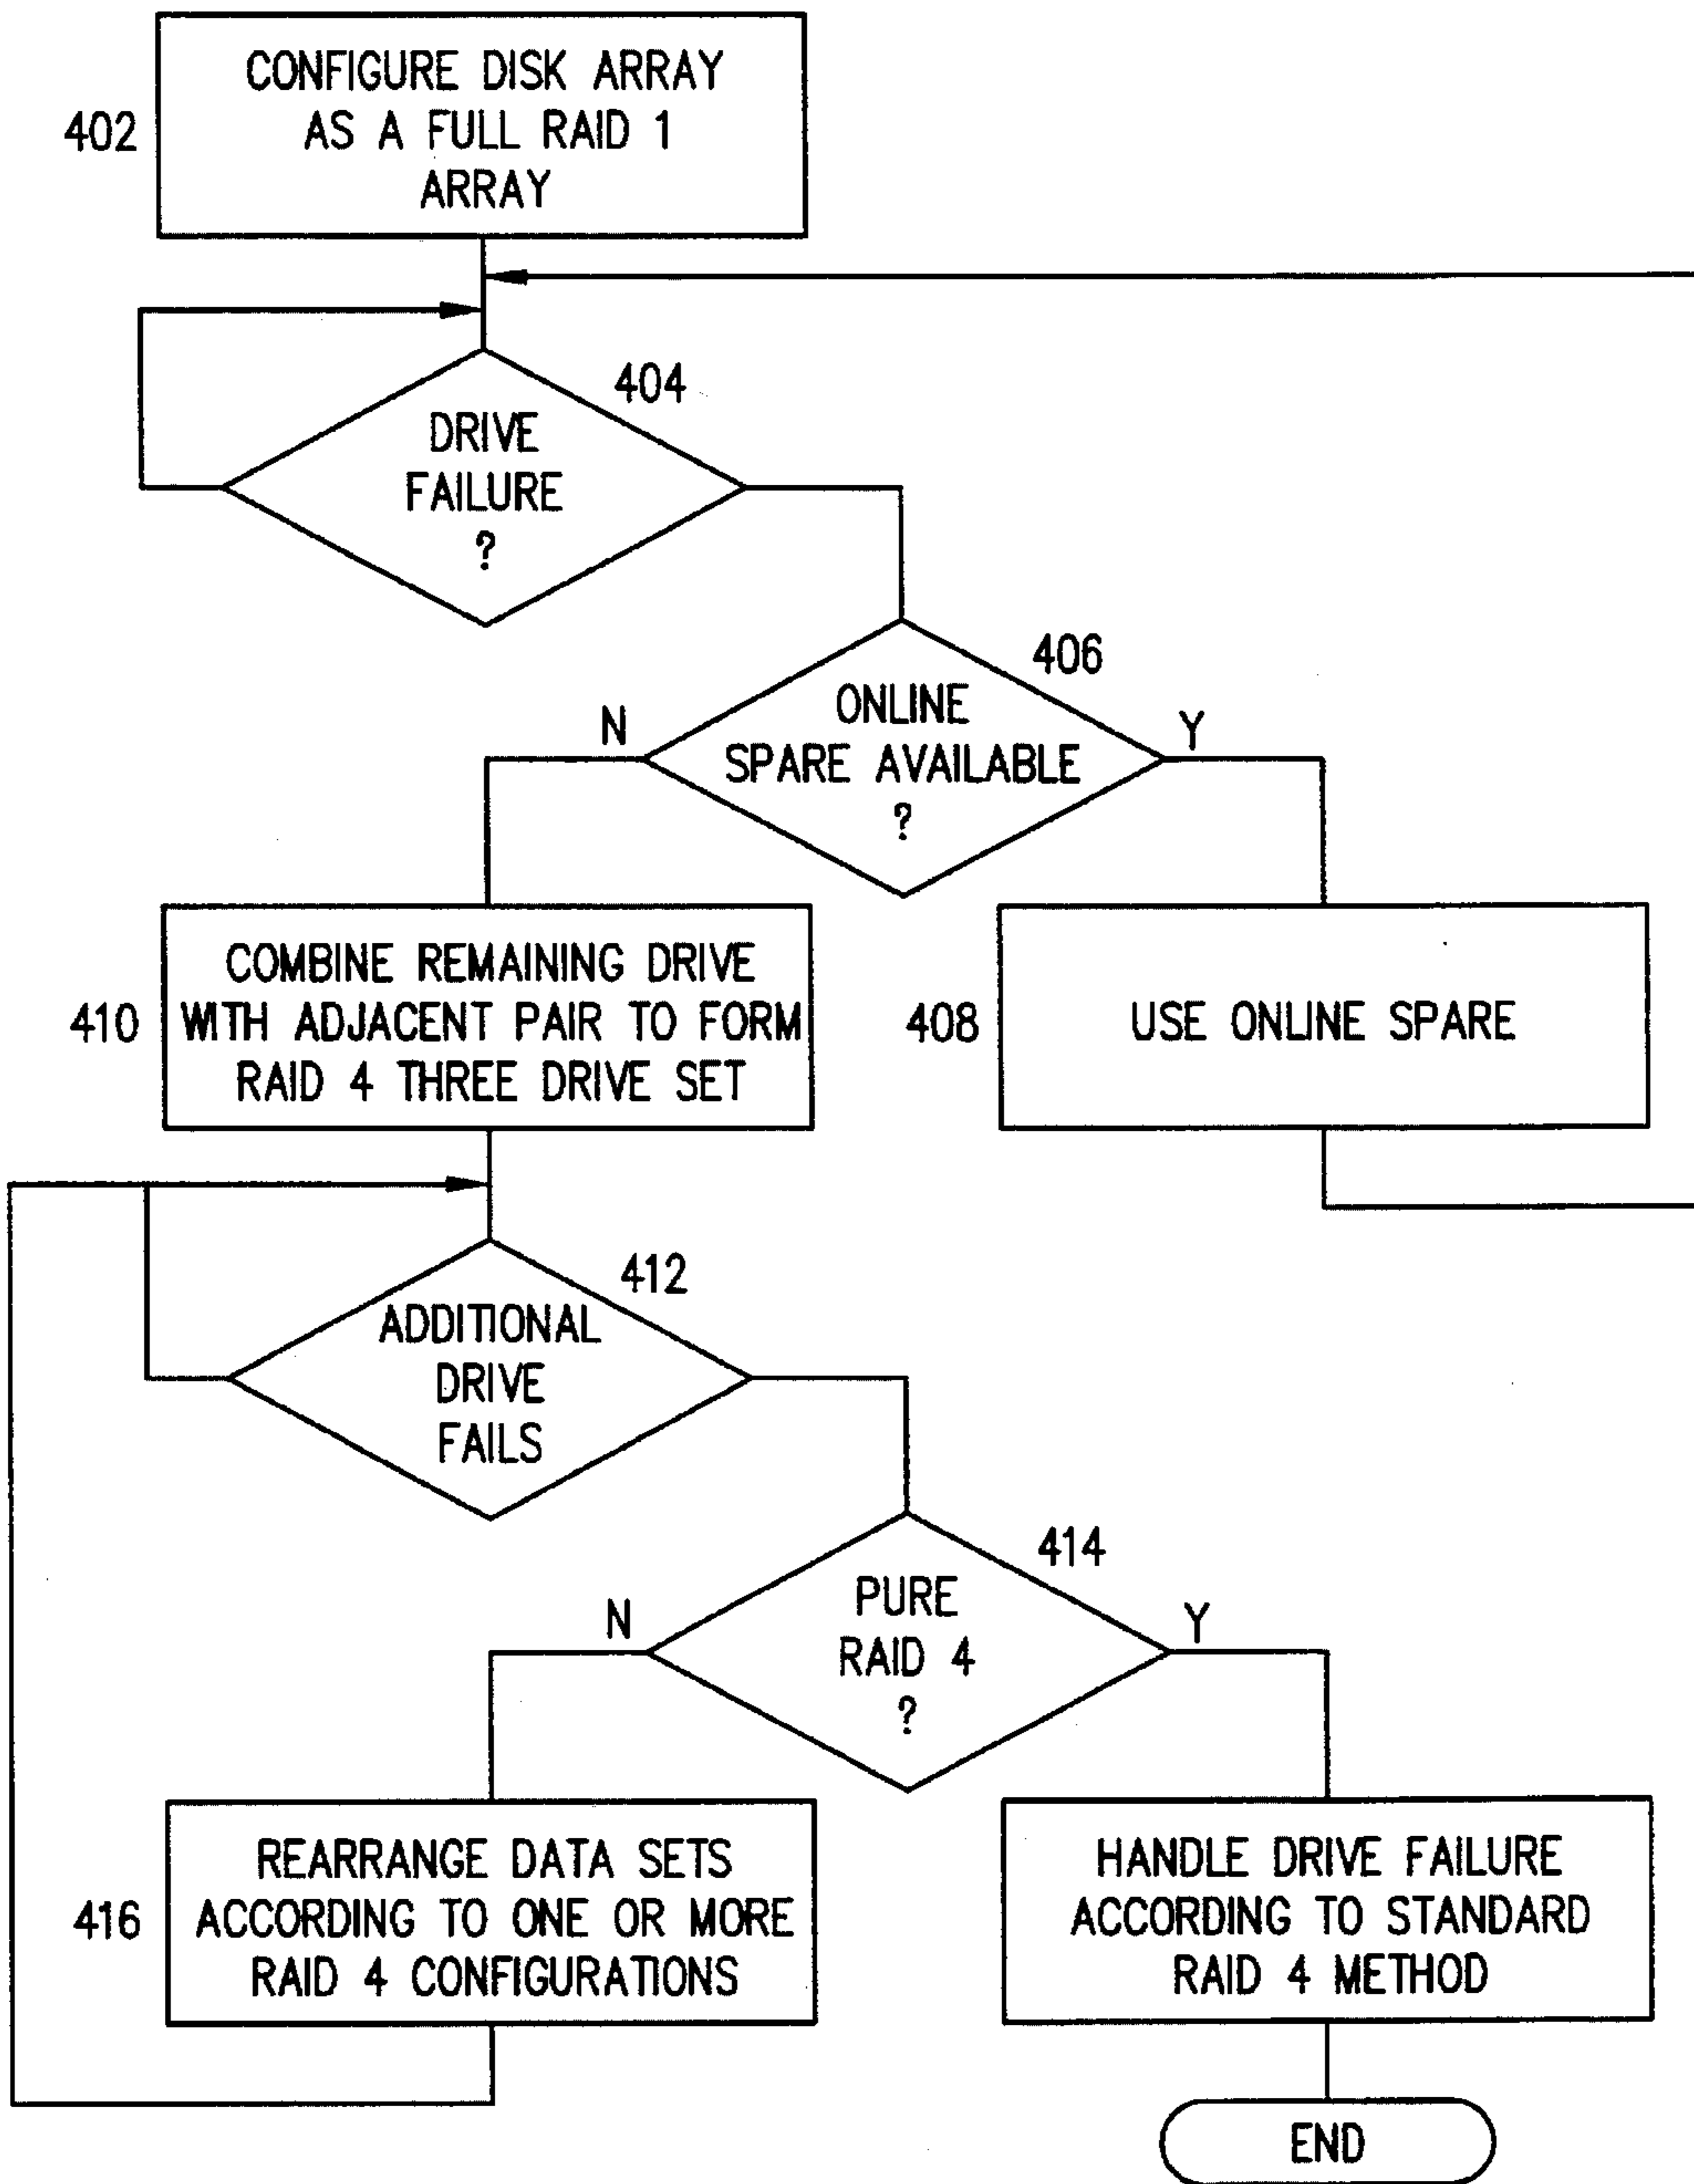 CONFIGURE DISK ARRAY
AS A FULL RAID 1
ARRAY
402
404
DRIVE
FAILURE
?
406
ONLINE
SPARE AVAILABLE
?
N
Y
COMBINE REMAINING DRIVE
WITH ADJACENT PAIR TO FORM
RAID 4 THREE DRIVE SET
410
408
USE ONLINE SPARE
412
ADDITIONAL
DRIVE
FAILS
414
PURE
RAID 4
?
N
Y
REARRANGE DATA SETS
ACCORDING TO ONE OR MORE
RAID 4 CONFIGURATIONS
416
HANDLE DRIVE FAILURE
ACCORDING TO STANDARD
RAID 4 METHOD
END